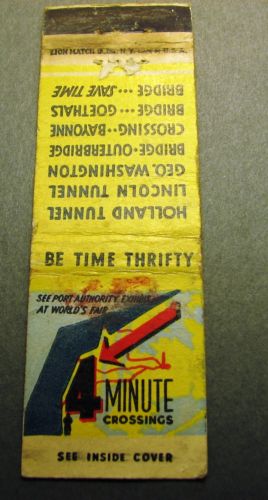 LION MATCH CO. INC. N.Y.
U.S.A.
HOLLAND TUNNEL
LINCOLN TUNNEL
GEO. WASHINGTON
BRIDGE-OUTERBRIDGE
CROSSING...BAYONNE
BRIDGE...GOETHALS
BRIDGE...SAVE TIME
BE TIME THRIFTY
SEE PORT AUTHORITY EXHIBIT
AT WORLD'S FAIR
4 MINUTE
CROSSINGS
SEE INSIDE COVER